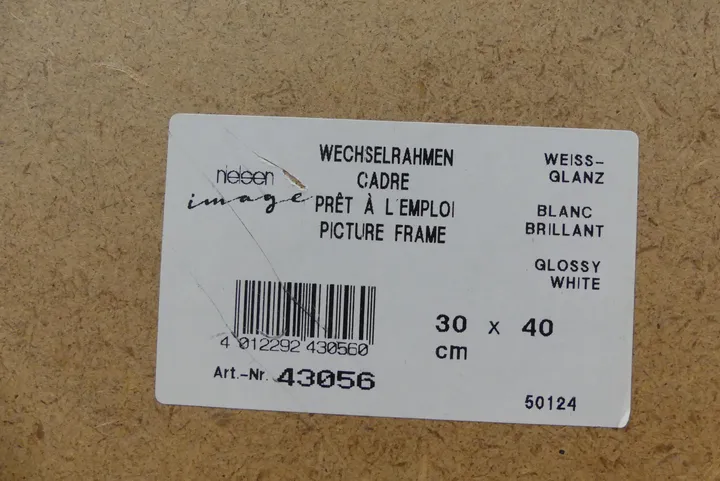 nielsen
image
WECHSELRAHMEN
CADRE
PRÊT À L'EMPLOI
PICTURE FRAME
WEISS-
GLANZ
BLANC
BRILLANT
GLOSSY
WHITE
30 x 40
cm
4 012292 430560
Art.-Nr. 43056
50124